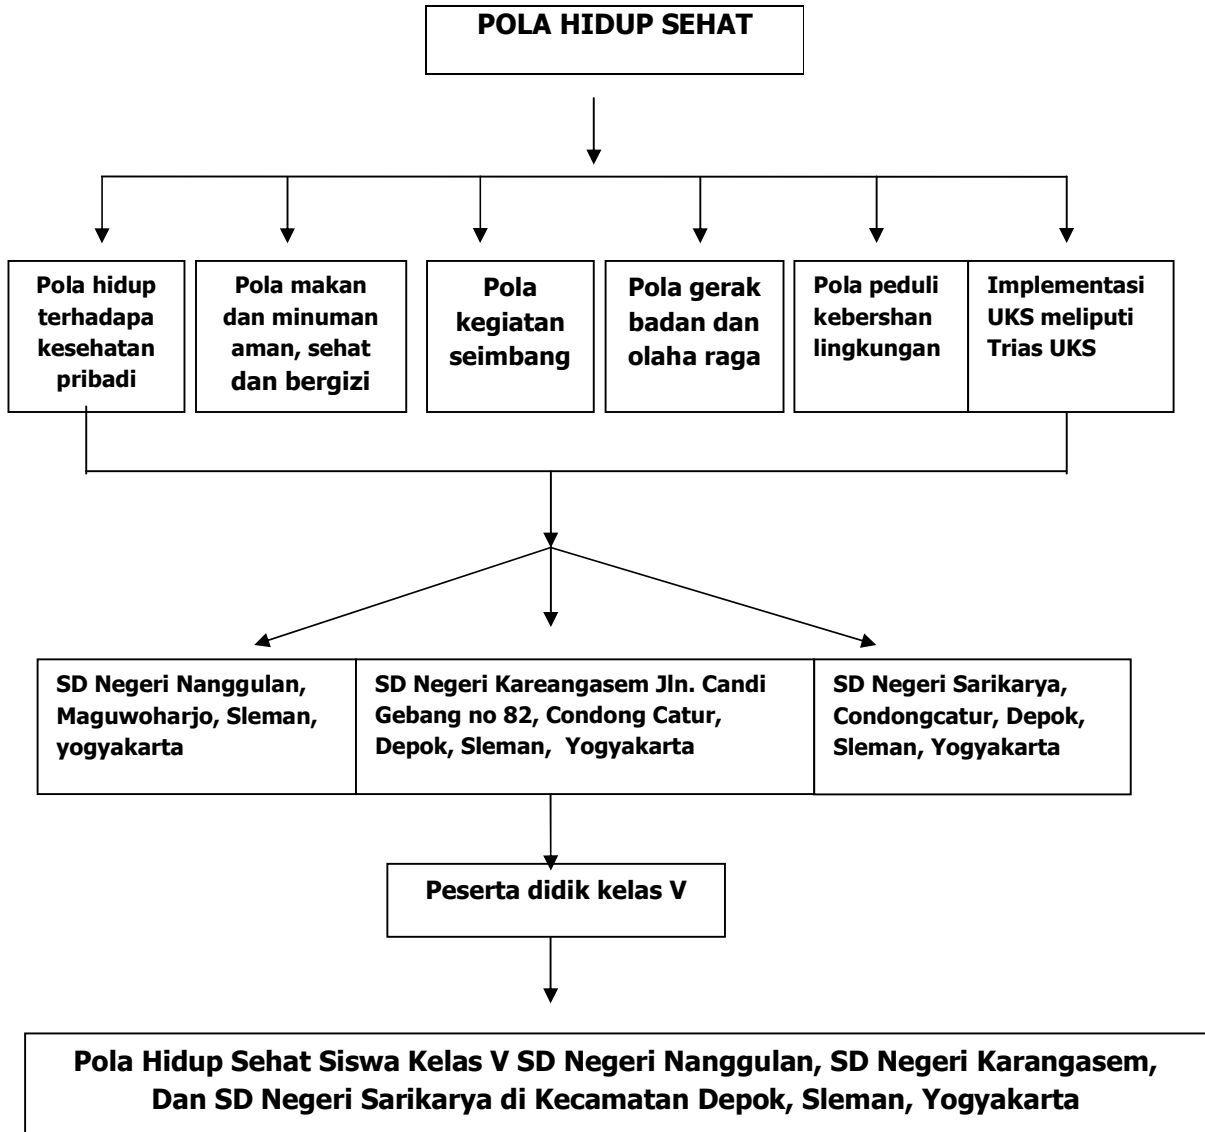 POLA HIDUP SEHAT
Pola hidup
terhadapa
kesehatan
pribadi
Pola makan
dan minuman
aman, sehat
dan bergizi
Pola
kegiatan
seimbang
Pola gerak
badan dan
olaha raga
Pola peduli
kebershan
lingkungan
Implementasi
UKS meliputi
Trias UKS
SD Negeri Nanggulan,
Maguwoharjo, Sleman,
yogyakarta
SD Negeri Kareangasem Jln. Candi
Gebang no 82, Condong Catur,
Depok, Sleman,  Yogyakarta
SD Negeri Sarikarya,
Condongcatur, Depok,
Sleman, Yogyakarta
Peserta didik kelas V
Pola Hidup Sehat Siswa Kelas V SD Negeri Nanggulan, SD Negeri Karangasem,
Dan SD Negeri Sarikarya di Kecamatan Depok, Sleman, Yogyakarta